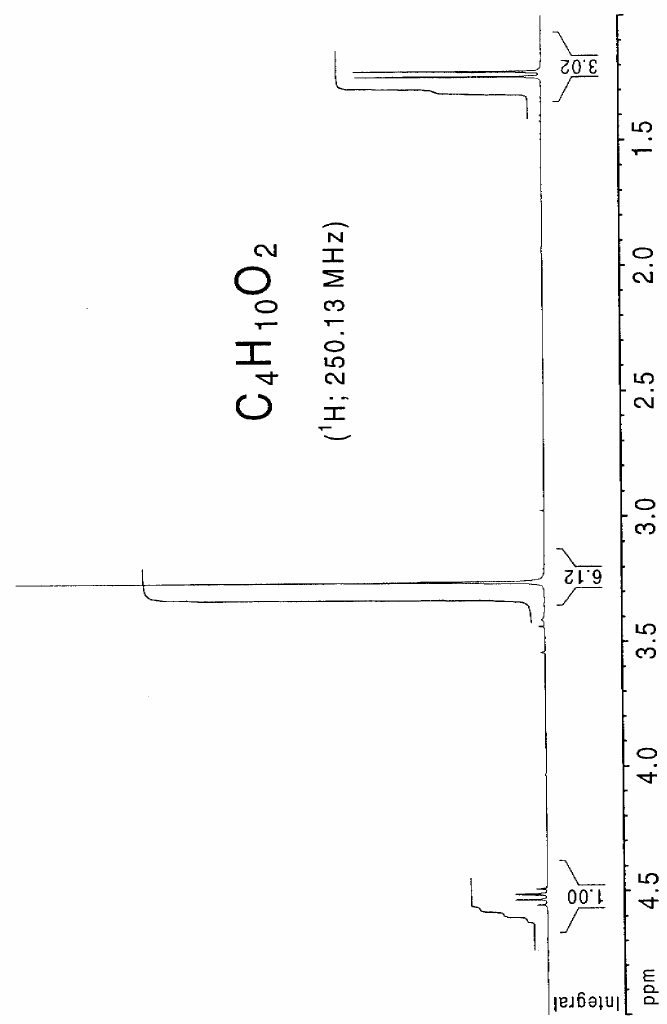 C₄H₁₀O₂
(¹H; 250.13 MHz)
Integral
1.00
6.12
3.02
ppm 4.5 4.0 3.5 3.0 2.5 2.0 1.5